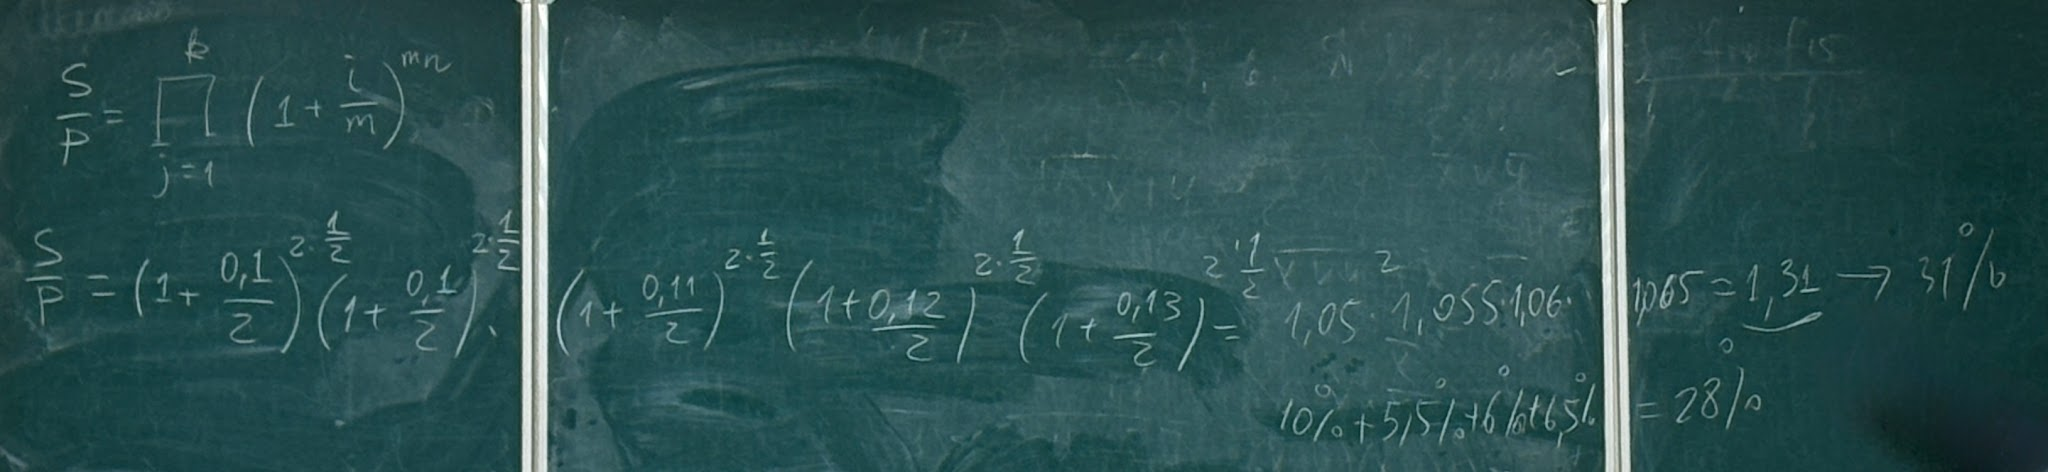 S/P = ∏_{j=1}^{k} (1 + i/m)^{mn}
S/P = (1 + 0,1/2)^{2·1/2} (1 + 0,1/2)^{2·1/2} · (1 + 0,11/2)^{2·1/2} (1 + 0,12/2)^{2·1/2} (1 + 0,13/2)^{2·1/2} = 1,05² · 1,055 · 1,06 · 1,065 = 1,31 → 31%
10% + 5,5% + 6% + 6,5% = 28%